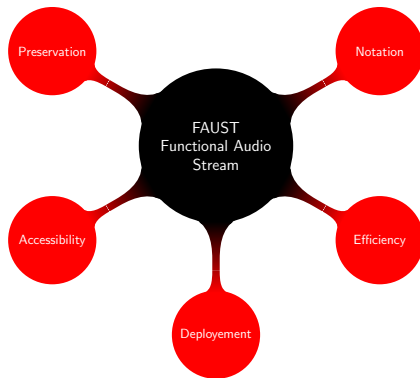 Preservation
Notation
FAUST
Functional Audio
Stream
Accessibility
Efficiency
Deployement